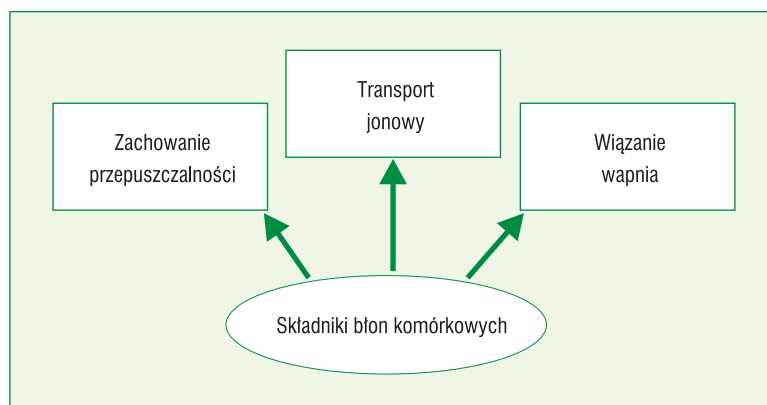 Transport
jonowy
Zachowanie
przepuszczalności
Wiązanie
wapnia
Składniki błon komórkowych